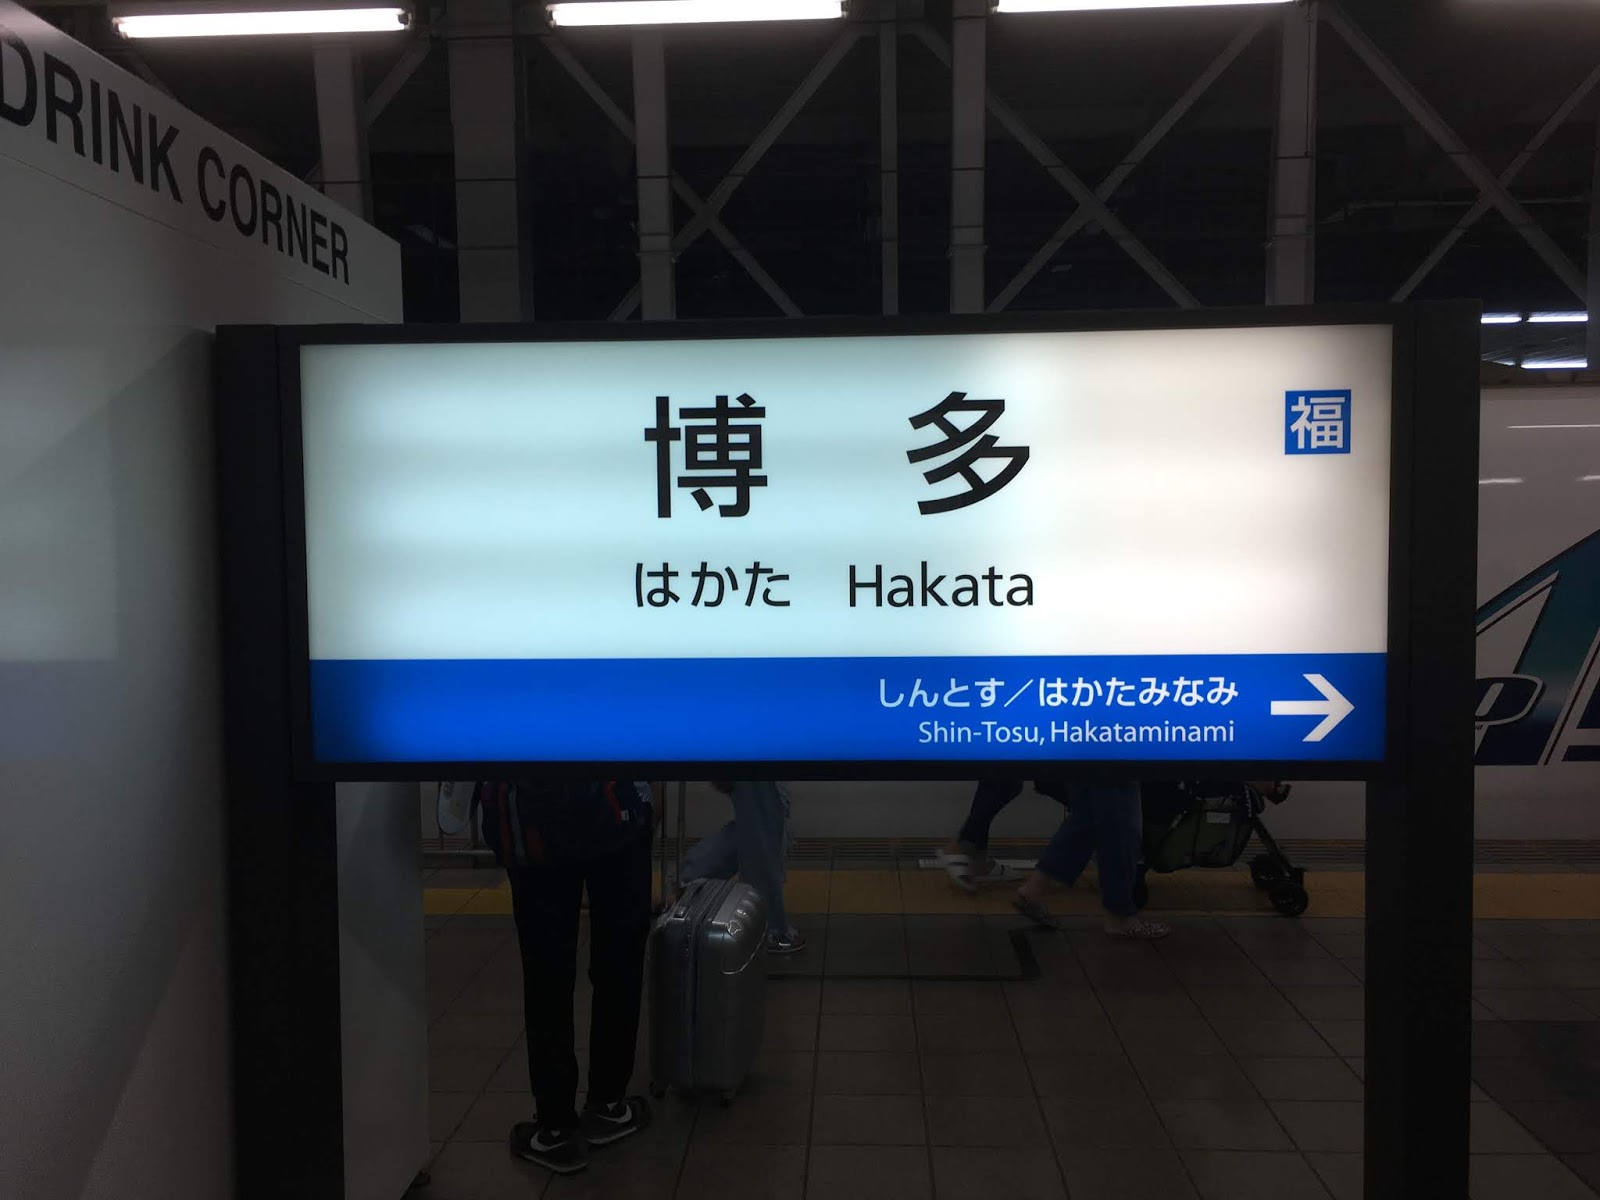 DRINK CORNER
博多
福
はかた Hakata
しんとす／はかたみなみ
Shin-Tosu, Hakataminami